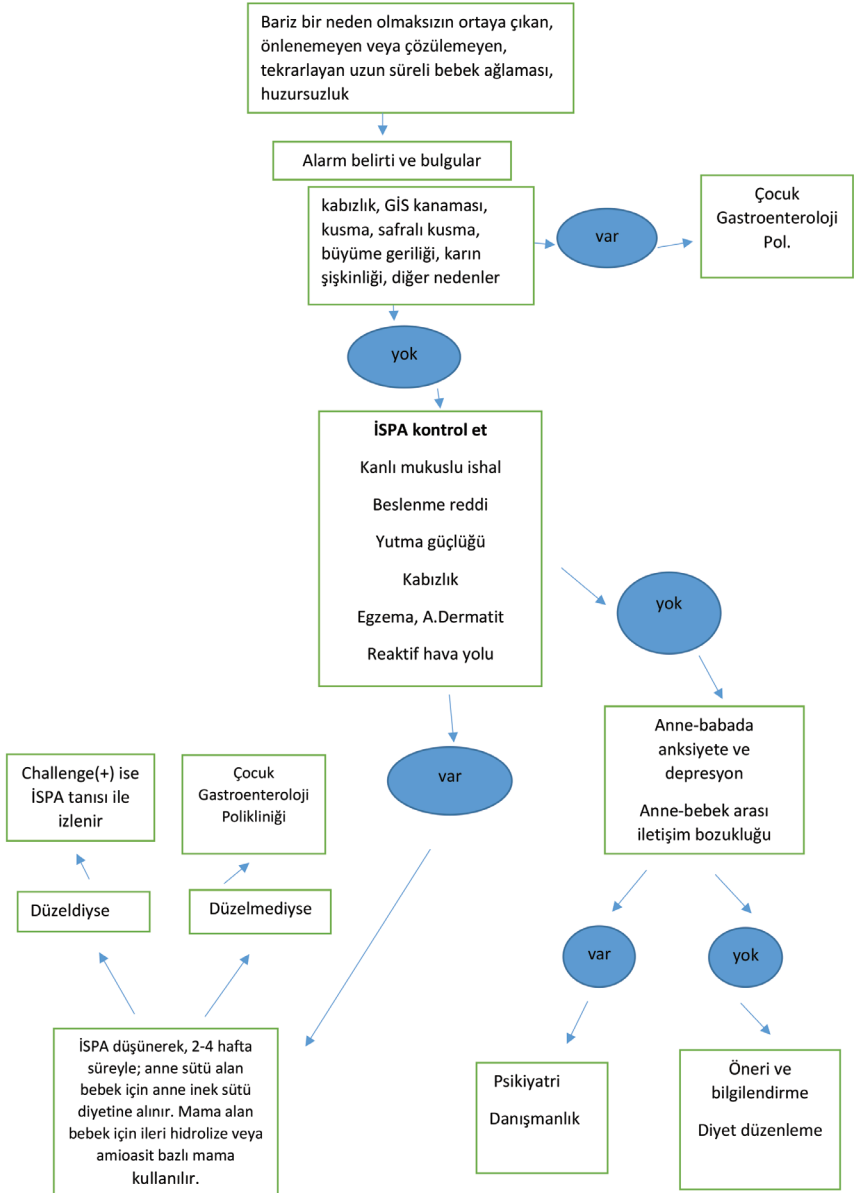 Bariz bir neden olmaksızın ortaya çıkan,
önlenemeyen veya çözülemeyen,
tekrarlayan uzun süreli bebek ağlaması,
huzursuzluk
Alarm belirti ve bulgular
kabızlık, GİS kanaması,
kusma, safralı kusma,
büyüme geriliği, karın
şişkinliği, diğer nedenler
var
Çocuk
Gastroenteroloji
Pol.
yok
İSPA kontrol et
Kanlı mukuslu ishal
Beslenme reddi
Yutma güçlüğü
Kabızlık
Egzema, A.Dermatit
Reaktif hava yolu
yok
Anne-babada
anksiyete ve
depresyon
Anne-bebek arası
iletişim bozukluğu
var
Challenge(+) ise
İSPA tanısı ile
izlenir
Çocuk
Gastroenteroloji
Polikliniği
Düzeldiyse
Düzelmediyse
var
yok
İSPA düşünerek, 2-4 hafta
süreyle; anne sütü alan
bebek için anne inek sütü
diyetine alınır. Mama alan
bebek için ileri hidrolize veya
amioasit bazlı mama
kullanılır.
Psikiyatri
Danışmanlık
Öneri ve
bilgilendirme
Diyet düzenleme